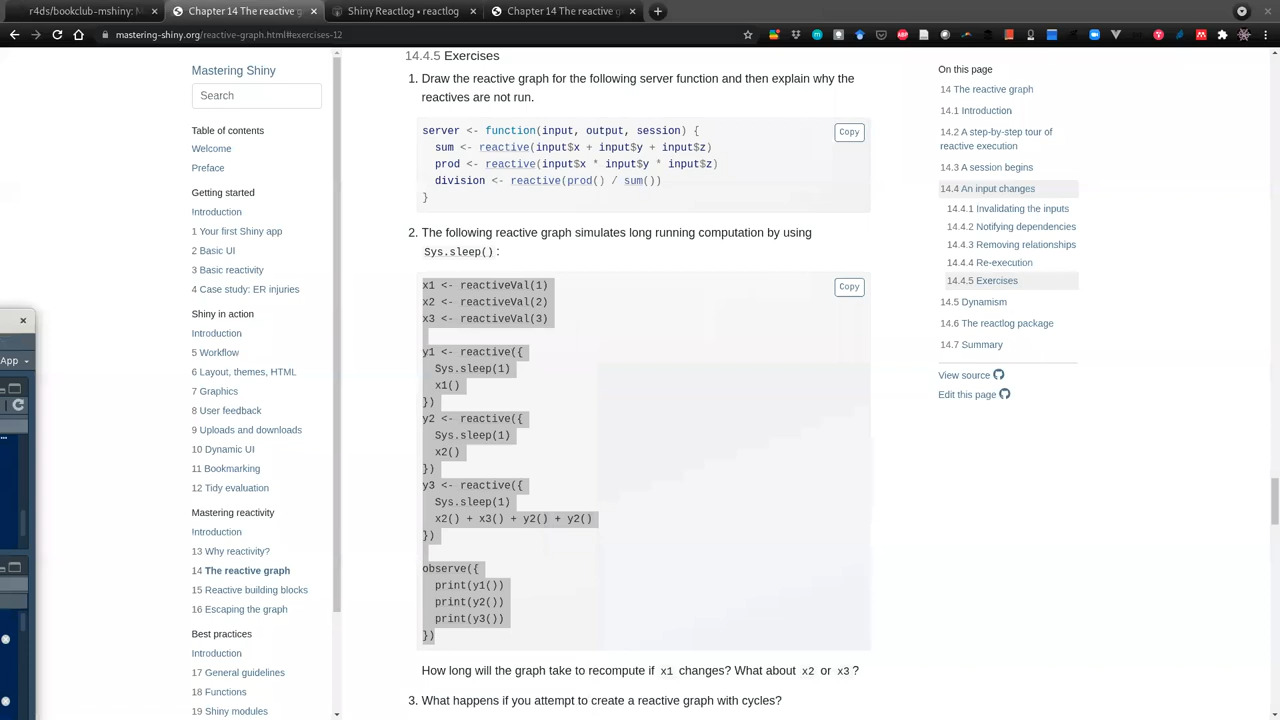 r4ds/bookclub-mshiny: M
Chapter 14 The reactive g
Shiny Reactlog • reactlog
Chapter 14 The reactive g
mastering-shiny.org/reactive-graph.html#exercises-12
Mastering Shiny
Search
Table of contents
Welcome
Preface
Getting started
Introduction
1 Your first Shiny app
2 Basic UI
3 Basic reactivity
4 Case study: ER injuries
Shiny in action
Introduction
5 Workflow
6 Layout, themes, HTML
7 Graphics
8 User feedback
9 Uploads and downloads
10 Dynamic UI
11 Bookmarking
12 Tidy evaluation
Mastering reactivity
Introduction
13 Why reactivity?
14 The reactive graph
15 Reactive building blocks
16 Escaping the graph
Best practices
Introduction
17 General guidelines
18 Functions
19 Shiny modules
App
14.4.5 Exercises
1. Draw the reactive graph for the following server function and then explain why the
reactives are not run.
Copy
server <- function(input, output, session) {
  sum <- reactive(input$x + input$y + input$z)
  prod <- reactive(input$x * input$y * input$z)
  division <- reactive(prod() / sum())
}
2. The following reactive graph simulates long running computation by using
Sys.sleep():
Copy
x1 <- reactiveVal(1)
x2 <- reactiveVal(2)
x3 <- reactiveVal(3)
y1 <- reactive({
  Sys.sleep(1)
  x1()
})
y2 <- reactive({
  Sys.sleep(1)
  x2()
})
y3 <- reactive({
  Sys.sleep(1)
  x2() + x3() + y2() + y2()
})
observe({
  print(y1())
  print(y2())
  print(y3())
})
How long will the graph take to recompute if x1 changes? What about x2 or x3?
3. What happens if you attempt to create a reactive graph with cycles?
On this page
14 The reactive graph
14.1 Introduction
14.2 A step-by-step tour of
reactive execution
14.3 A session begins
14.4 An input changes
14.4.1 Invalidating the inputs
14.4.2 Notifying dependencies
14.4.3 Removing relationships
14.4.4 Re-execution
14.4.5 Exercises
14.5 Dynamism
14.6 The reactlog package
14.7 Summary
View source
Edit this page